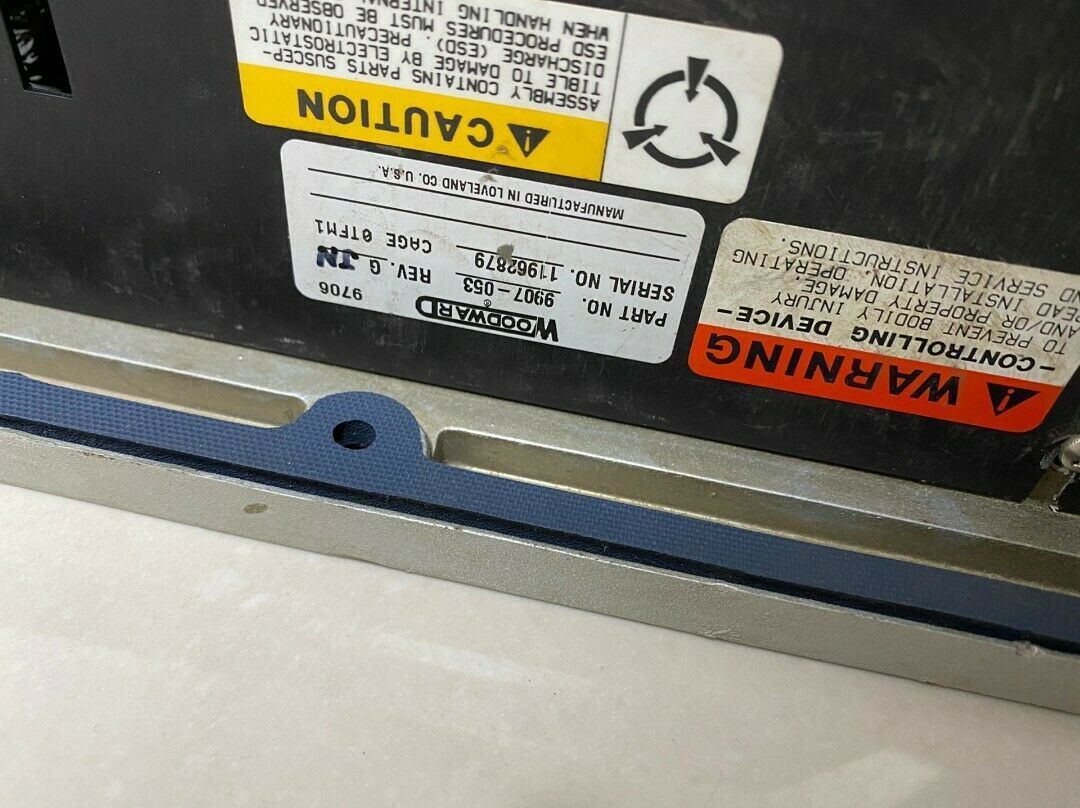 ⚠ WARNING
-CONTROLLING DEVICE-
TO PREVENT BODILY INJURY
AND/OR PROPERTY DAMAGE
READ INSTALLATION, OPERATING
AND SERVICE INSTRUCTIONS.
WOODWARD®
9706
PART NO. 9907-053 REV. G JN
SERIAL NO. 11962879 CAGE 0TFM1
MANUFACTURED IN LOVELAND CO. U.S.A.
⚠ CAUTION
ASSEMBLY CONTAINS PARTS SUSCEP-
TIBLE TO DAMAGE BY ELECTROSTATIC
DISCHARGE (ESD). PRECAUTIONARY
ESD PROCEDURES MUST BE OBSERVED
WHEN HANDLING INTERNAL